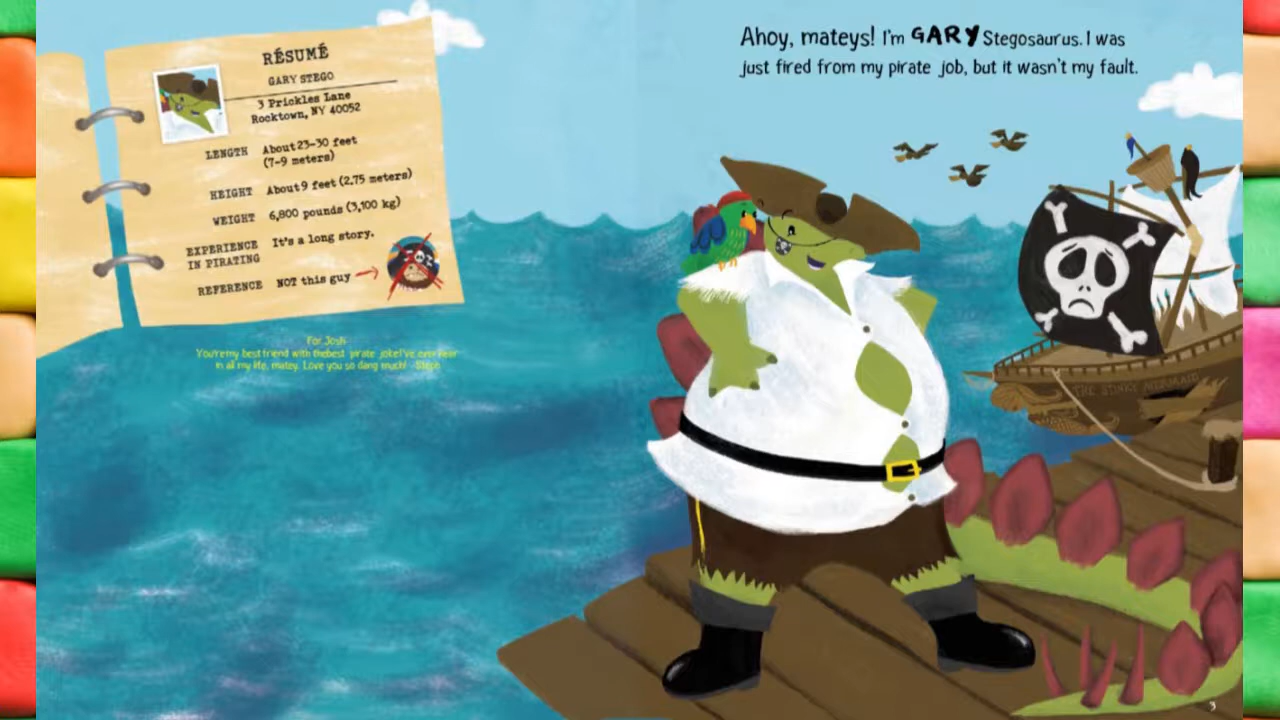 RÉSUMÉ
GARY STEGO
3 Prickles Lane
Rocktown, NY 40052
LENGTH About 23-30 feet
(7-9 meters)
HEIGHT About 9 feet (2.75 meters)
WEIGHT 6,800 pounds (3,100 kg)
EXPERIENCE It's a long story.
IN PIRATING
REFERENCE NOT this guy
For Josh-
You're my best friend with the best pirate joke I've ever
in all my life, matey. Love you so dang much! -Steph
Ahoy, mateys! I'm GARY Stegosaurus. I was
just fired from my pirate job, but it wasn't my fault.
THE STINKY MERMAID
3